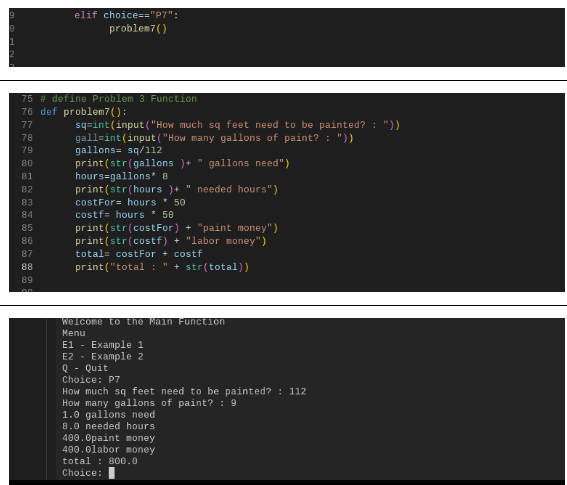 9 elif choice=="P7":
0 problem7()
1
2
75 # define Problem 3 Function
76 def problem7():
77 sq=int(input("How much sq feet need to be painted? : "))
78 gall=int(input("How many gallons of paint? : "))
79 gallons= sq/112
80 print(str(gallons )+ " gallons need")
81 hours=gallons* 8
82 print(str(hours )+ " needed hours")
83 costFor= hours * 50
84 costf= hours * 50
85 print(str(costFor) + "paint money")
86 print(str(costf) + "labor money")
87 total= costFor + costf
88 print("total : " + str(total))
89
Welcome to the Main Function
Menu
E1 - Example 1
E2 - Example 2
Q - Quit
Choice: P7
How much sq feet need to be painted? : 112
How many gallons of paint? : 9
1.0 gallons need
8.0 needed hours
400.0paint money
400.0labor money
total : 800.0
Choice: